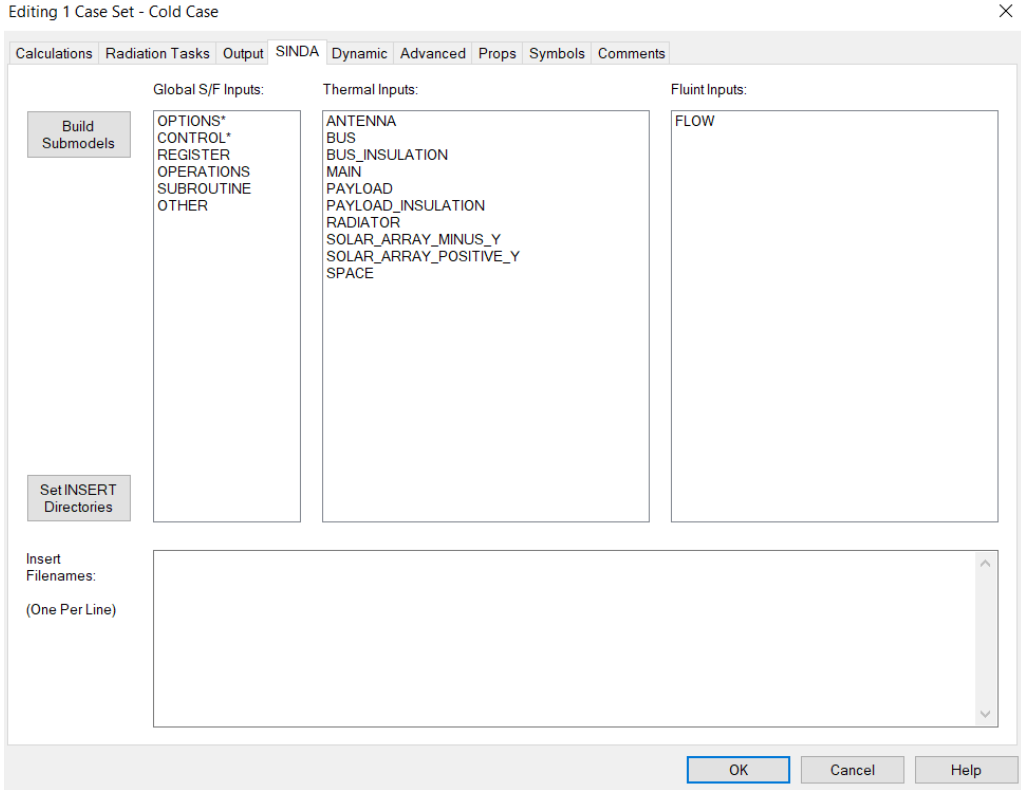 Editing 1 Case Set - Cold Case
Calculations Radiation Tasks Output SINDA Dynamic Advanced Props Symbols Comments
Global S/F Inputs: Thermal Inputs: Fluint Inputs:
Build
Submodels
OPTIONS*
CONTROL*
REGISTER
OPERATIONS
SUBROUTINE
OTHER
ANTENNA
BUS
BUS_INSULATION
MAIN
PAYLOAD
PAYLOAD_INSULATION
RADIATOR
SOLAR_ARRAY_MINUS_Y
SOLAR_ARRAY_POSITIVE_Y
SPACE
FLOW
Set INSERT
Directories
Insert
Filenames:
(One Per Line)
OK Cancel Help